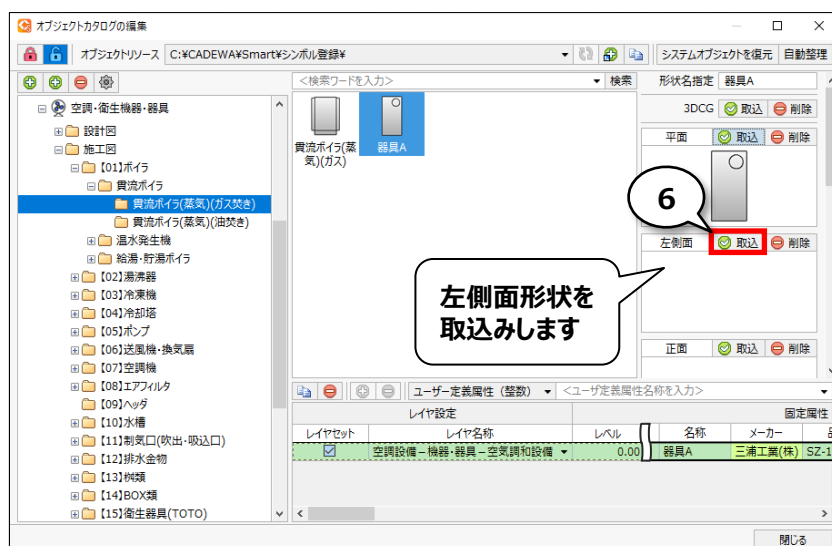 オブジェクトカタログの編集
オブジェクトリソース C:¥CADEWA¥Smart¥シンボル登録¥ システムオブジェクトを復元 自動整理
<検索ワードを入力> 検索 形状名指定 器具A
3DCG 取込 削除
空調・衛生機器・器具
設計図
施工図
【01】ボイラ
貫流ボイラ
貫流ボイラ(蒸気)(ガス焚き)
貫流ボイラ(蒸気)(油焚き)
温水発生機
給湯・貯湯ボイラ
【02】湯沸器
【03】冷凍機
【04】冷却塔
【05】ポンプ
【06】送風機・換気扇
【07】空調機
【08】エアフィルタ
【09】ヘッダ
【10】水槽
【11】制気口(吹出・吸込口)
【12】排水金物
【13】桝類
【14】BOX類
【15】衛生器具(TOTO)
貫流ボイラ(蒸
気)(ガス)
器具A
平面 取込 削除
6
左側面 取込 削除
左側面形状を
取込みします
正面 取込 削除
ユーザー定義属性（整数） <ユーザ定義属性名称を入力>
レイヤ設定 固定属性
レイヤセット レイヤ名称 レベル 名称 メーカー
空調設備－機器・器具－空気調和設備 0.00 器具A 三浦工業(株) SZ-1
閉じる